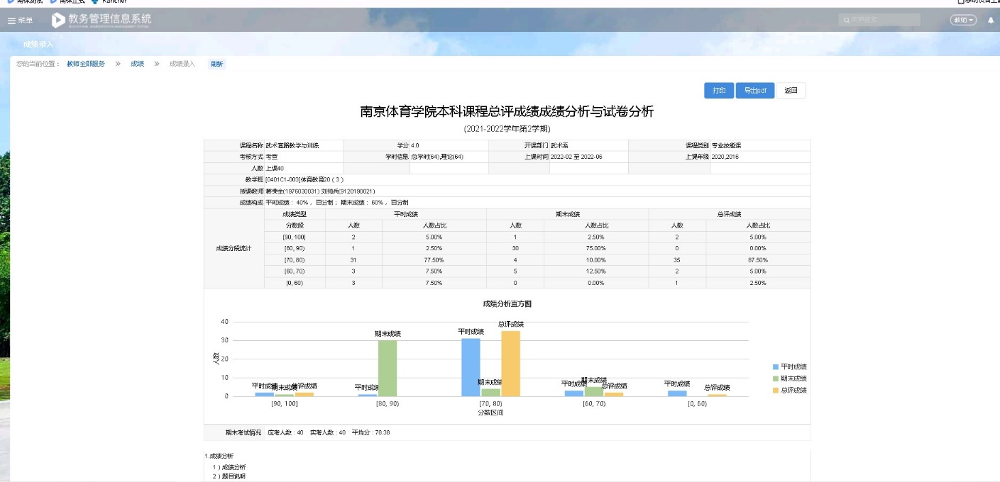 Rancher
菜单
教务管理信息系统
教师
成绩录入
您的当前位置： 教师全部服务 » 成绩 » 成绩录入 刷新
打印 导出pdf 返回
南京体育学院本科课程总评成绩成绩分析与试卷分析
(2021-2022学年第2学期)
课程名称 武术套路教学与训练 学分 4.0 开课部门 武术系 课程类别 专业技能课
考核方式 考查 学时信息 总学时(64),理论(64) 上课时间 2022-02 至 2022-06 上课年级 2020,2016
人数 上课40
教学班 [0401C1-003]体育教育20（3）
授课教师 蒋荣全(1976030031) 刘帅兵(9120190021)
成绩构成 平时成绩：40%，百分制；期末成绩：60%，百分制
成绩类型 平时成绩 期末成绩 总评成绩
分数段 人数 人数占比 人数 人数占比 人数 人数占比
[90, 100] 2 5.00% 1 2.50% 2 5.00%
成绩分段统计 [80, 90) 1 2.50% 30 75.00% 0 0.00%
[70, 80) 31 77.50% 4 10.00% 35 87.50%
[60, 70) 3 7.50% 5 12.50% 2 5.00%
[0, 60) 3 7.50% 0 0.00% 1 2.50%
成绩分析直方图
人数
40
30
20
10
0
平时成绩 期末成绩 总评成绩
平时成绩 期末成绩
平时成绩 期末成绩 总评成绩
平时成绩 期末成绩 总评成绩
平时成绩 总评成绩
[90, 100] [80, 90) [70, 80) [60, 70) [0, 60)
分数区间
平时成绩
期末成绩
总评成绩
期末考试情况 应考人数：40 实考人数：40 平均分：78.38
1.成绩分析
1）成绩分析
2）题目说明